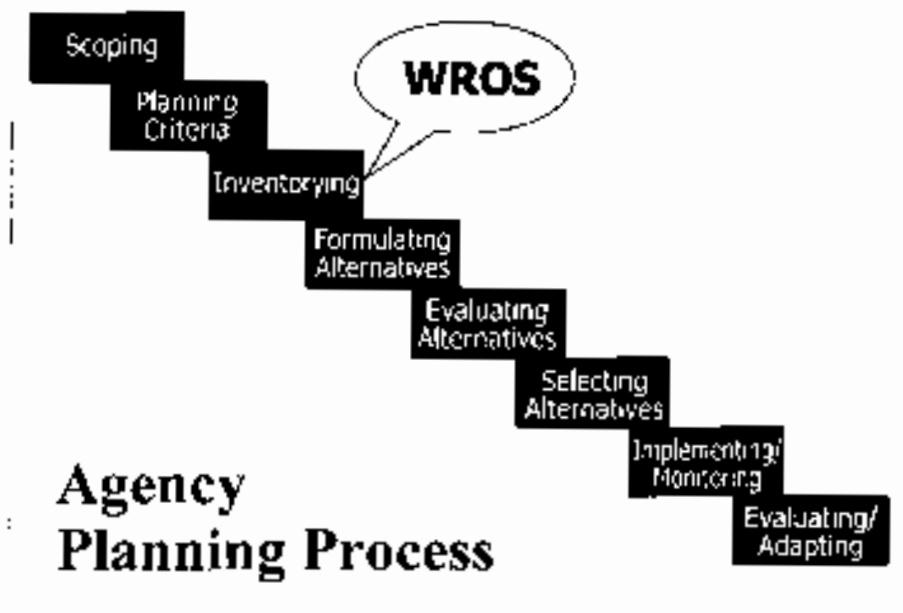 Scoping
WROS
Planning
Criteria
Inventorying
Formulating
Alternatives
Evaluating
Alternatives
Selecting
Alternatives
Implementing/
Monitoring
Evaluating/
Adapting
Agency
Planning Process